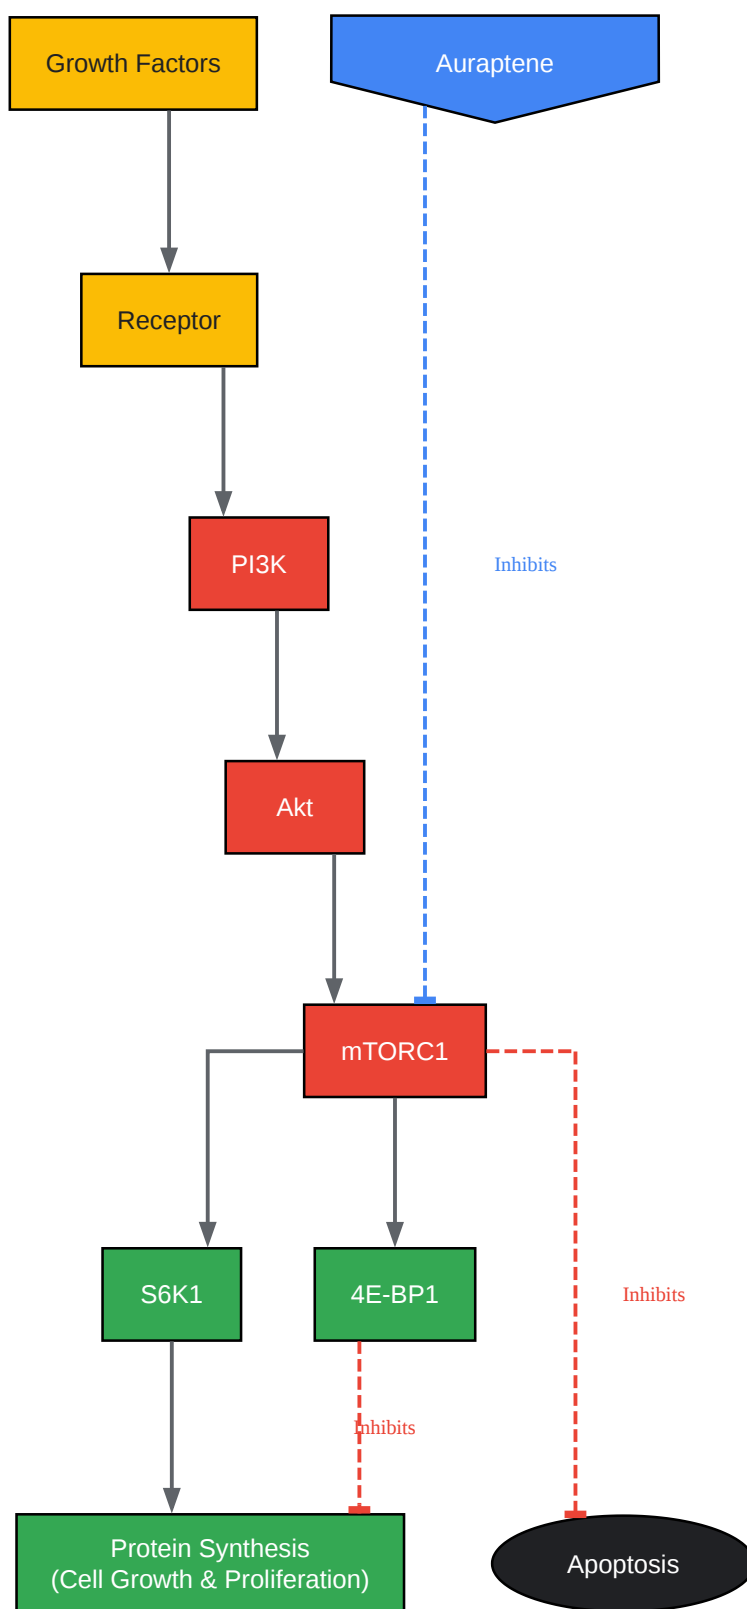 Growth Factors
Auraptene
Receptor
PI3K
Inhibits
Akt
mTORC1
S6K1
4E-BP1
Inhibits
Inhibits
Protein Synthesis
(Cell Growth & Proliferation)
Apoptosis